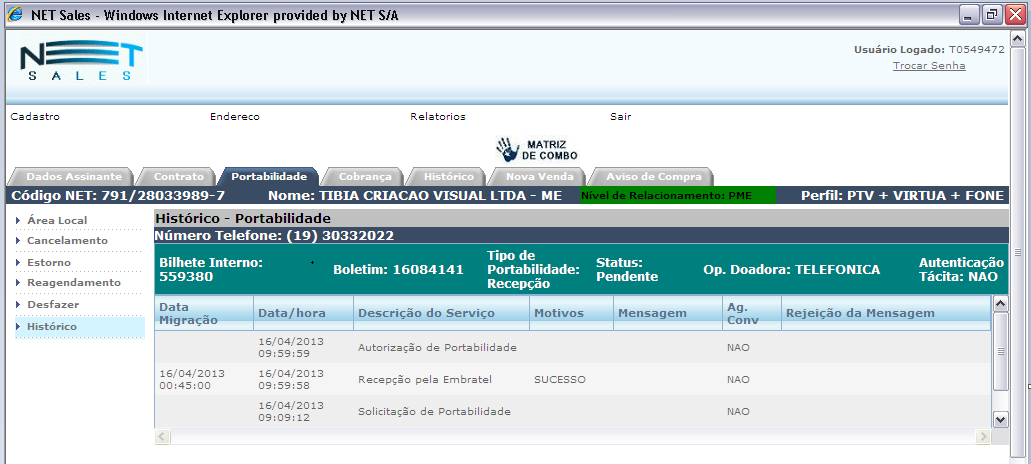 NET Sales - Windows Internet Explorer provided by NET S/A
NET
SALES
Usuário Logado: T0549472
Trocar Senha
Cadastro Endereco Relatorios Sair
MATRIZ
DE COMBO
Dados Assinante Contrato Portabilidade Cobrança Histórico Nova Venda Aviso de Compra
Código NET: 791/28033989-7 Nome: TIBIA CRIACAO VISUAL LTDA - ME Nível de Relacionamento: PME Perfil: PTV + VIRTUA + FONE
Área Local
Cancelamento
Estorno
Reagendamento
Desfazer
Histórico
Histórico - Portabilidade
Número Telefone: (19) 30332022
Bilhete Interno:
559380
Boletim: 16084141
Tipo de
Portabilidade:
Recepção
Status:
Pendente
Op. Doadora: TELEFONICA
Autenticação
Tácita: NAO
Data
Migração
Data/hora
Descrição do Serviço
Motivos
Mensagem
Ag.
Conv
Rejeição da Mensagem
16/04/2013
09:59:59
Autorização de Portabilidade
NAO
16/04/2013
00:45:00
16/04/2013
09:59:58
Recepção pela Embratel
SUCESSO
NAO
16/04/2013
09:09:12
Solicitação de Portabilidade
NAO